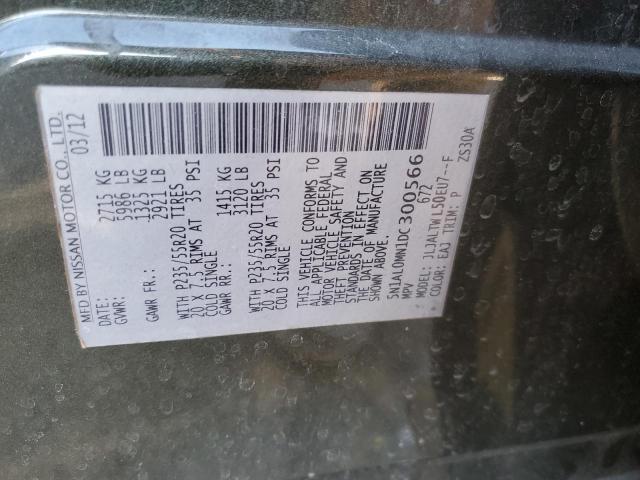 MFD BY NISSAN MOTOR CO., LTD.
DATE: 03/12
GVWR: 2715 KG
5986 LB
GAWR FR.: 1325 KG
2921 LB
WITH P235/55R20 TIRES
20 X 7.5 RIMS AT 35 PSI
COLD SINGLE
GAWR RR: 1415 KG
3120 LB
WITH P235/55R20 TIRES
20 X 7.5 RIMS AT 35 PSI
COLD SINGLE
THIS VEHICLE CONFORMS TO
ALL APPLICABLE FEDERAL
MOTOR VEHICLE SAFETY AND
THEFT PREVENTION
STANDARDS IN EFFECT ON
THE DATE OF MANUFACTURE
SHOWN ABOVE.
5N1AL0MN1DC300566
MPV 672
MODEL: JLJALTWL50EU7--F
COLOR: EAJ TRIM: P ZS30A